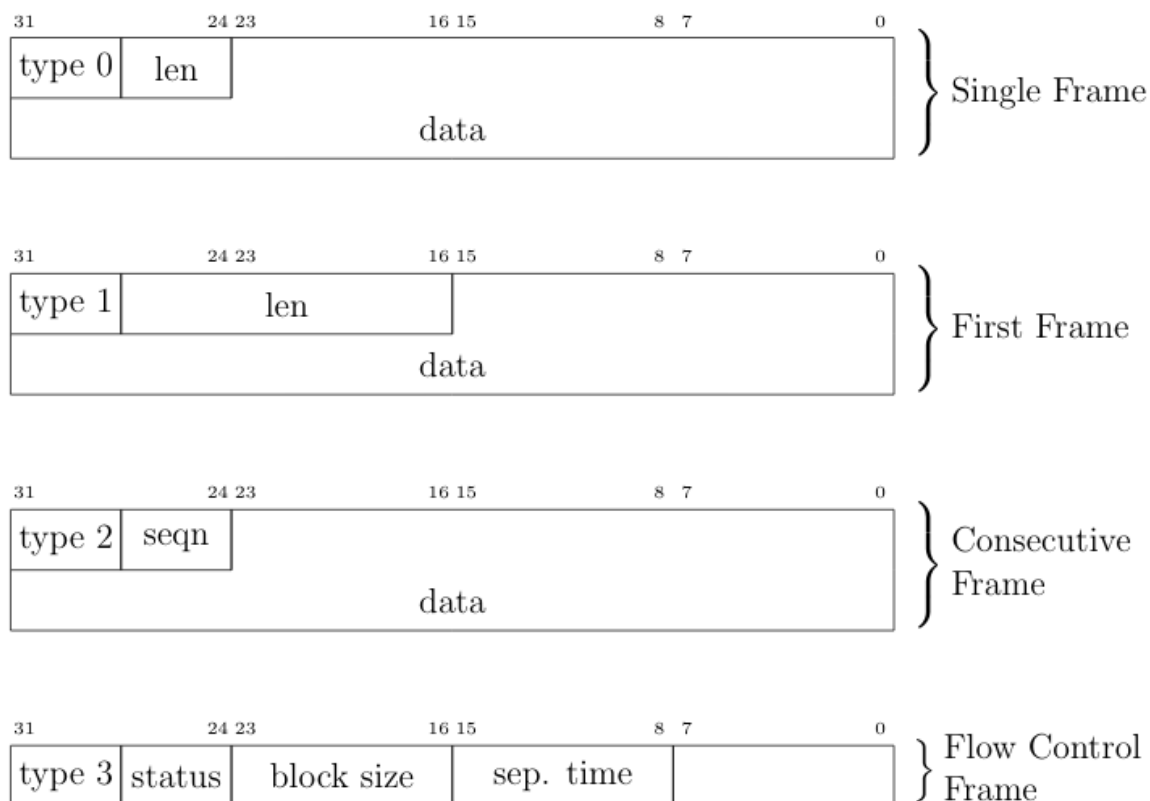 31 24 23 16 15 8 7 0
type 0 len
data
Single Frame
31 24 23 16 15 8 7 0
type 1 len
data
First Frame
31 24 23 16 15 8 7 0
type 2 seqn
data
Consecutive
Frame
31 24 23 16 15 8 7 0
type 3 status block size sep. time
Flow Control
Frame